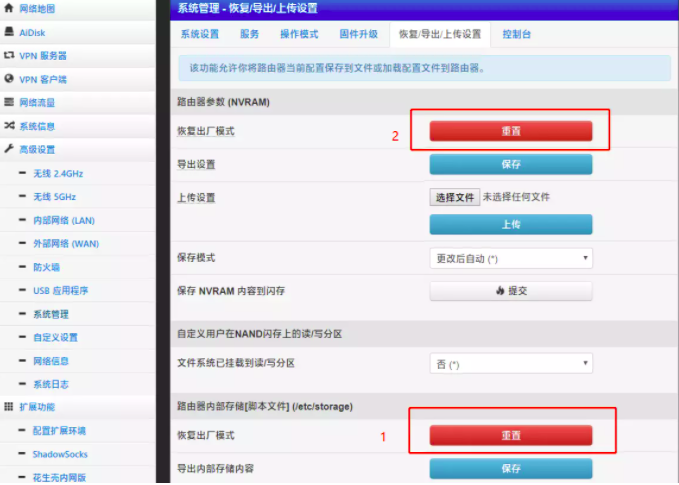 网络地图
AiDisk
VPN 服务器
VPN 客户端
网络流量
系统信息
高级设置
无线 2.4GHz
无线 5GHz
内部网络 (LAN)
外部网络 (WAN)
防火墙
USB 应用程序
系统管理
自定义设置
网络信息
系统日志
扩展功能
配置扩展环境
ShadowSocks
花生壳内网版
系统管理 - 恢复/导出/上传设置
系统设置 服务 操作模式 固件升级 恢复/导出/上传设置 控制台
该功能允许你将路由器当前配置保存到文件或加载配置文件到路由器。
路由器参数 (NVRAM)
恢复出厂模式 2 重置
导出设置 保存
上传设置 选择文件 未选择任何文件
上传
保存模式 更改后自动 (*)
保存 NVRAM 内容到闪存 提交
自定义用户在NAND闪存上的读/写分区
文件系统已挂载到读/写分区 否 (*)
路由器内部存储[脚本文件] (/etc/storage)
恢复出厂模式 1 重置
导出内部存储内容 保存